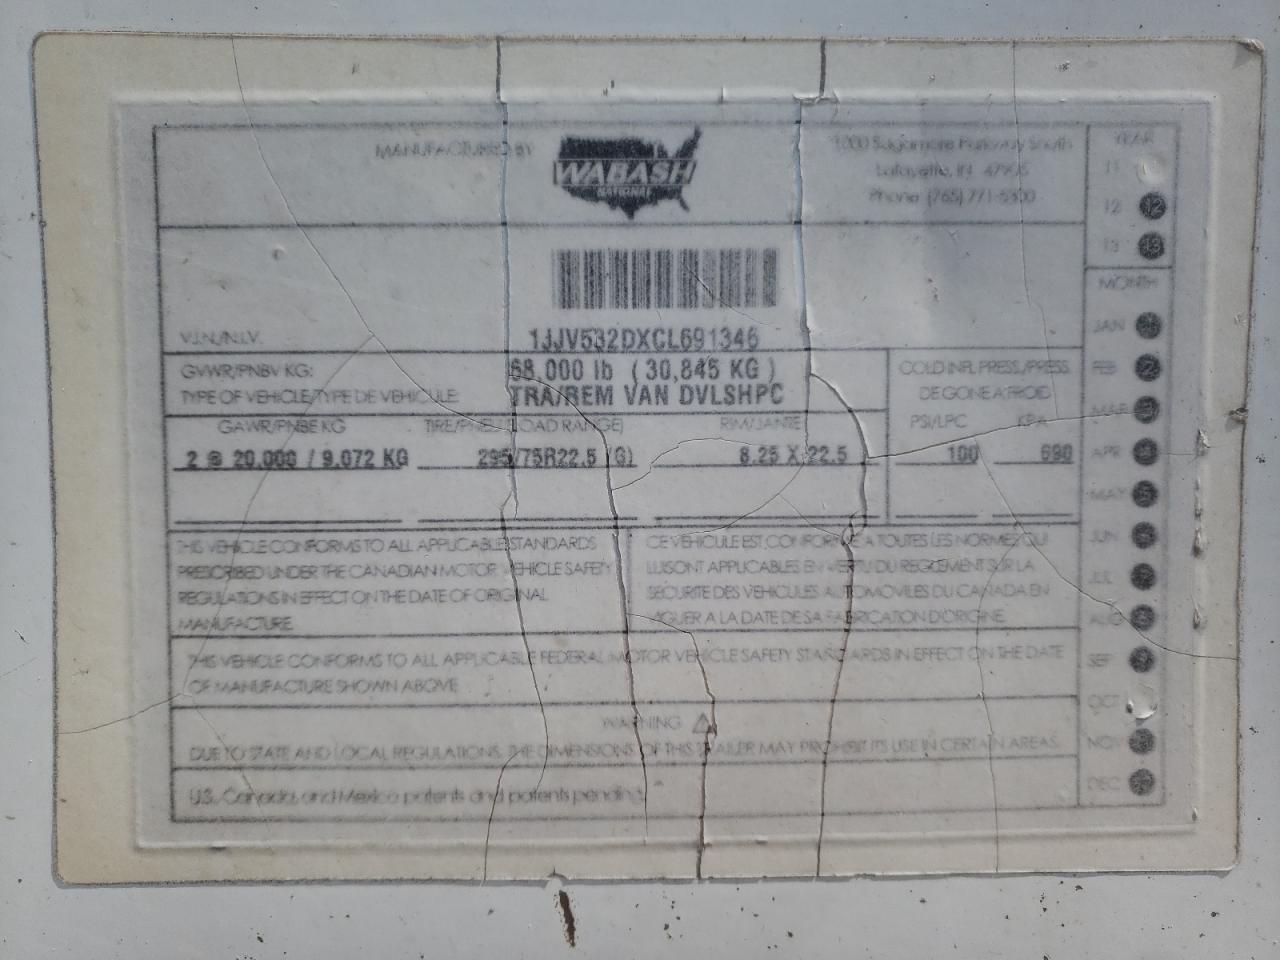 MANUFACTURED BY
WABASH
NATIONAL
1000 Sagamore Parkway South
Lafayette, IN 47905
Phone (765) 771-5300
YEAR
11
12 12
13 13
V.I.N./N.I.V.
1JJV532DXCL691346
GVWR/PNBV KG: 68,000 lb (30,845 KG)
TYPE OF VEHICLE/TYPE DE VEHICULE: TRA/REM VAN DVLSHPC
COLD INFL. PRESS./PRESS.
DE GONF. A FROID
GAWR/PNBE KG TIRE/PNEU (LOAD RANGE) RIM/JANTE PSI/LPC KPA
2 @ 20,000 / 9,072 KG 295/75R22.5 (G) 8.25 X 22.5 100 690
THIS VEHICLE CONFORMS TO ALL APPLICABLE STANDARDS
PRESCRIBED UNDER THE CANADIAN MOTOR VEHICLE SAFETY
REGULATIONS IN EFFECT ON THE DATE OF ORIGINAL
MANUFACTURE.
CE VEHICULE EST CONFORME A TOUTES LES NORMES QUI
LUI SONT APPLICABLES EN VERTU DU REGLEMENT SUR LA
SECURITE DES VEHICULES AUTOMOVILES DU CANADA EN
VIGUER A LA DATE DE SA FABRICATION D'ORIGINE.
THIS VEHICLE CONFORMS TO ALL APPLICABLE FEDERAL MOTOR VEHICLE SAFETY STANDARDS IN EFFECT ON THE DATE
OF MANUFACTURE SHOWN ABOVE
WARNING
DUE TO STATE AND LOCAL REGULATIONS, THE DIMENSIONS OF THIS TRAILER MAY PROHIBIT ITS USE IN CERTAIN AREAS.
U.S., Canada, and Mexico patents and patents pending.
MONTH
JAN
FEB 2
MAR
APR
MAY
JUN
JUL
AUG
SEP
OCT
NOV
DEC